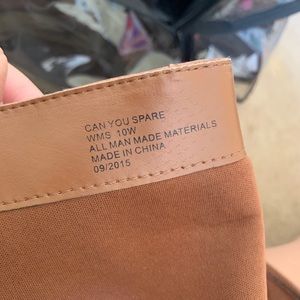 CAN YOU SPARE
WMS 10W
ALL MAN MADE MATERIALS
MADE IN CHINA
09/2015